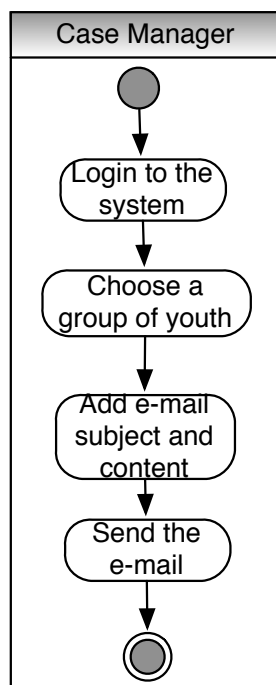 Case Manager
Login to the
system
Choose a
group of youth
Add e-mail
subject and
content
Send the
e-mail